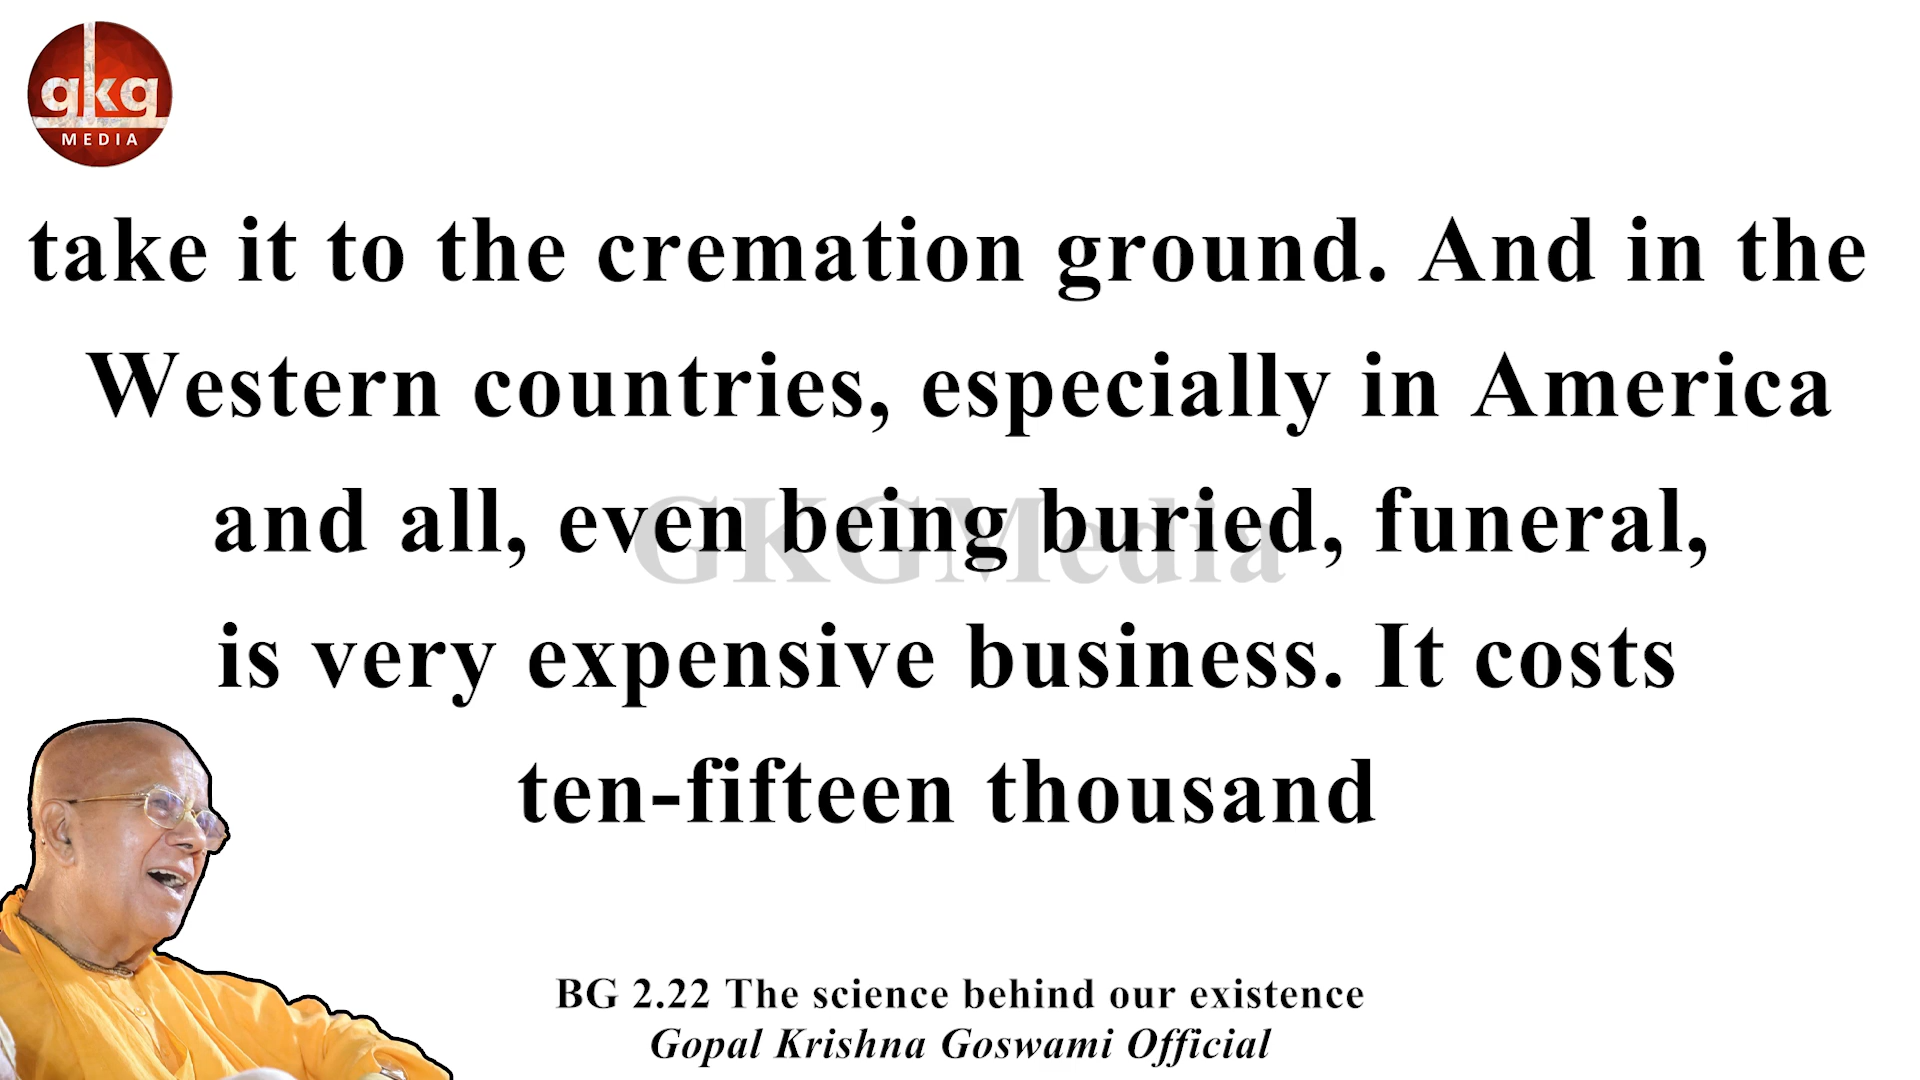 gkg
MEDIA
take it to the cremation ground. And in the
Western countries, especially in America
and all, even being buried, funeral,
is very expensive business. It costs
ten-fifteen thousand
GKGMedia
BG 2.22 The science behind our existence
Gopal Krishna Goswami Official